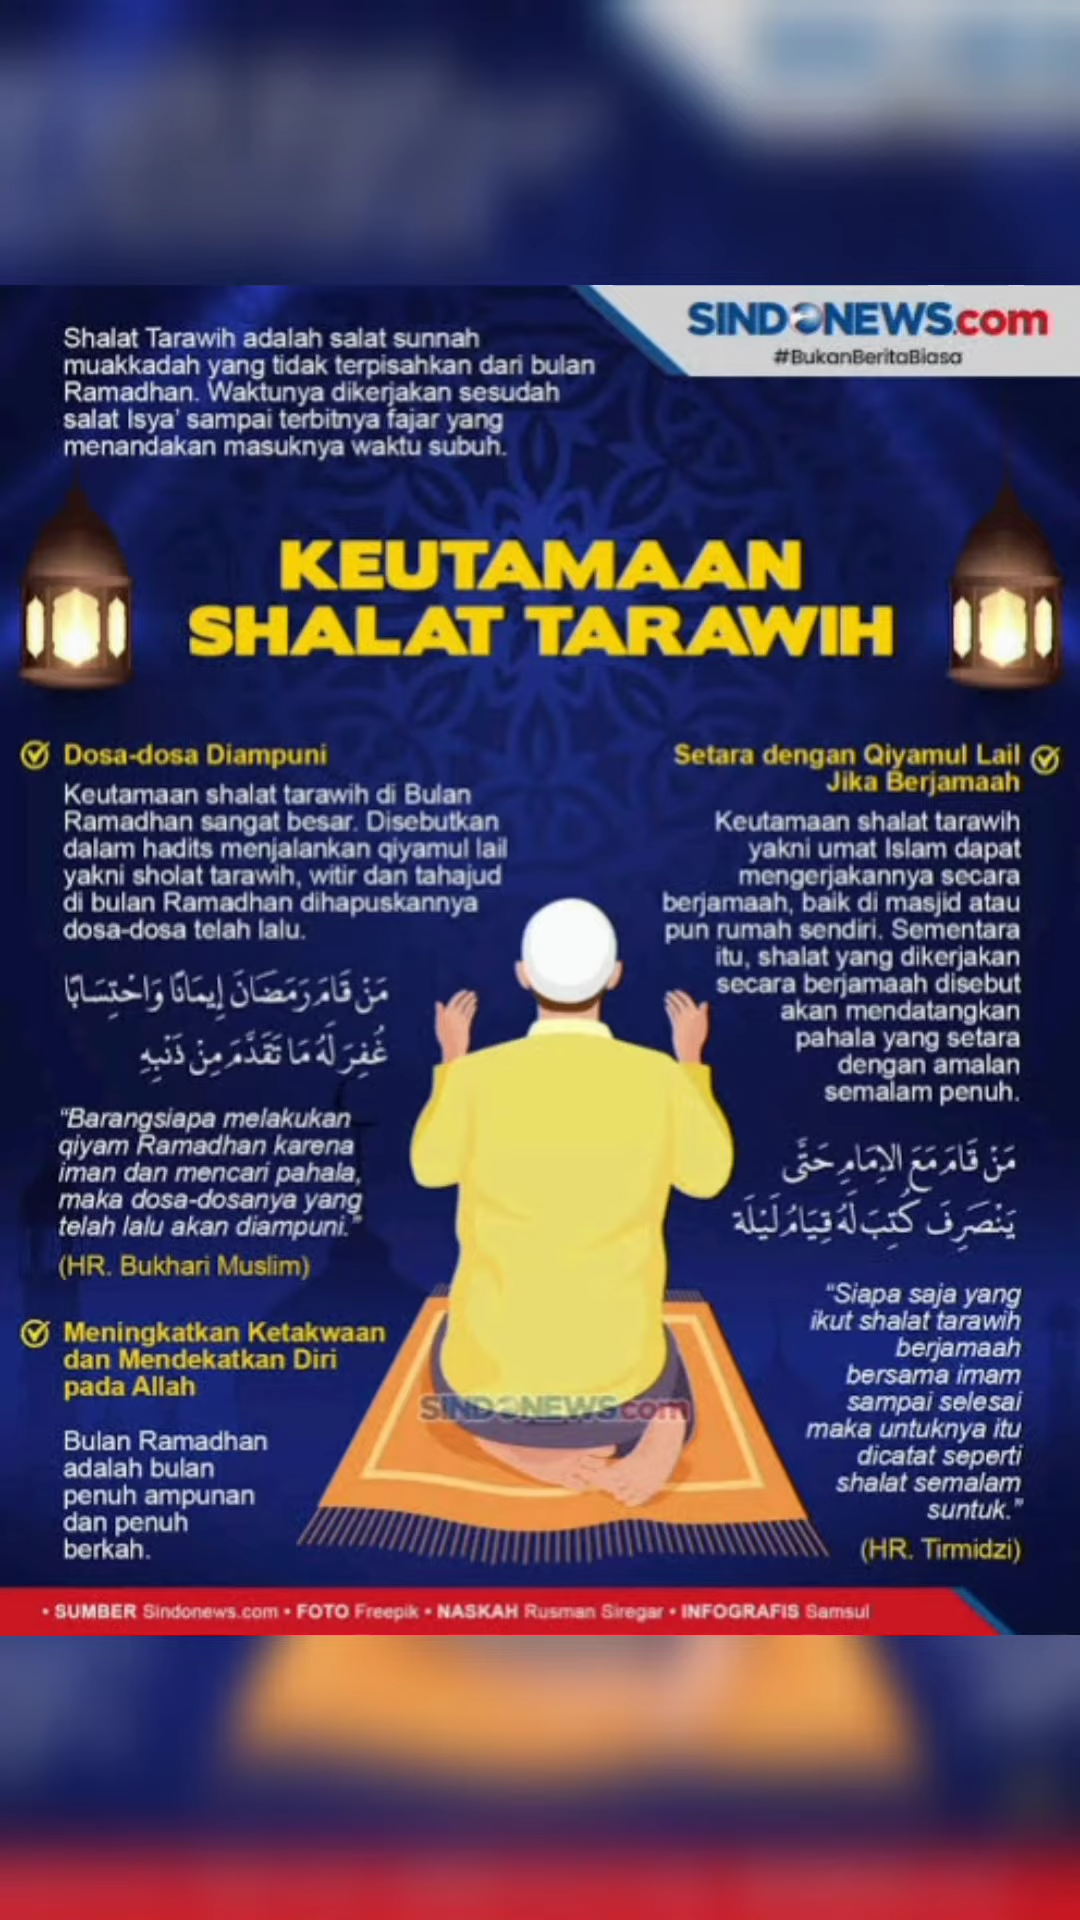 SINDONEWS.com
#BukanBeritaBiasa
Shalat Tarawih adalah salat sunnah
muakkadah yang tidak terpisahkan dari bulan
Ramadhan. Waktunya dikerjakan sesudah
salat Isya' sampai terbitnya fajar yang
menandakan masuknya waktu subuh.
KEUTAMAAN
SHALAT TARAWIH
Dosa-dosa Diampuni
Keutamaan shalat tarawih di Bulan
Ramadhan sangat besar. Disebutkan
dalam hadits menjalankan qiyamul lail
yakni sholat tarawih, witir dan tahajud
di bulan Ramadhan dihapuskannya
dosa-dosa telah lalu.
مَنْ قَامَ رَمَضَانَ إِيمَانًا وَاحْتِسَابًا
غُفِرَ لَهُ مَا تَقَدَّمَ مِنْ ذَنْبِهِ
“Barangsiapa melakukan
qiyam Ramadhan karena
iman dan mencari pahala,
maka dosa-dosanya yang
telah lalu akan diampuni.”
(HR. Bukhari Muslim)
Meningkatkan Ketakwaan
dan Mendekatkan Diri
pada Allah
Bulan Ramadhan
adalah bulan
penuh ampunan
dan penuh
berkah.
Setara dengan Qiyamul Lail
Jika Berjamaah
Keutamaan shalat tarawih
yakni umat Islam dapat
mengerjakannya secara
berjamaah, baik di masjid atau
pun rumah sendiri. Sementara
itu, shalat yang dikerjakan
secara berjamaah disebut
akan mendatangkan
pahala yang setara
dengan amalan
semalam penuh.
مَنْ قَامَ مَعَ الإِمَامِ حَتَّى
يَنْصَرِفَ كُتِبَ لَهُ قِيَامُ لَيْلَة
“Siapa saja yang
ikut shalat tarawih
berjamaah
bersama imam
sampai selesai
maka untuknya itu
dicatat seperti
shalat semalam
suntuk.”
(HR. Tirmidzi)
SINDONEWS.com
• SUMBER Sindonews.com • FOTO Freepik • NASKAH Rusman Siregar • INFOGRAFIS Samsul